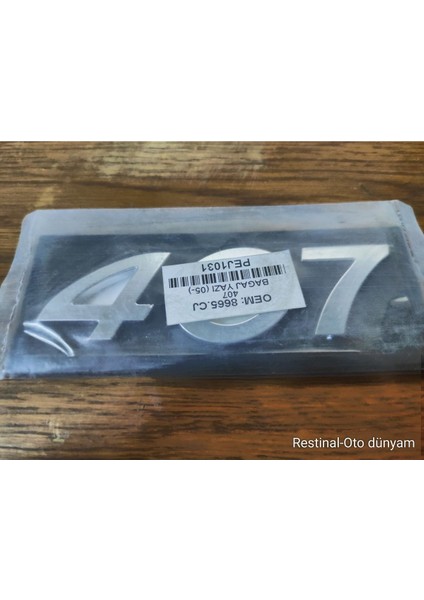 407
OEM: 8665.CJ
407
BAGAJ YAZI (05-)
PEJ1031
Restinal-Oto dünyam